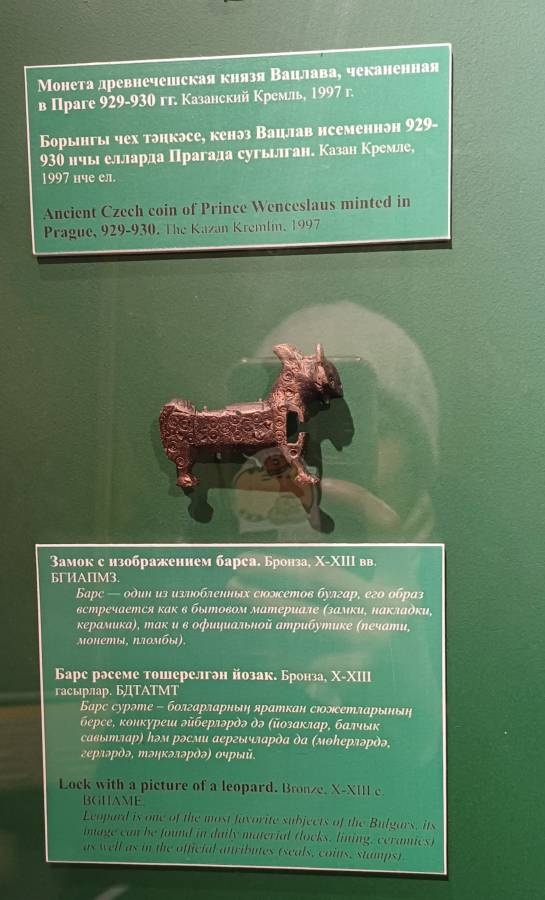 Монета древнечешская князя Вацлава, чеканенная
в Праге 929-930 гг. Казанский Кремль, 1997 г.
Борынгы чех тәңкәсе, кенәз Вацлав исеменнән 929-
930 нчы елларда Прагада сугылган. Казан Кремле,
1997 нче ел.
Ancient Czech coin of Prince Wenceslaus minted in
Prague, 929-930. The Kazan Kremlin, 1997
Замок с изображением барса. Бронза, X-XIII вв.
БГИАПМЗ.
Барс — один из излюбленных сюжетов булгар, его образ
встречается как в бытовом материале (замки, накладки,
керамика), так и в официальной атрибутике (печати,
монеты, пломбы).
Барс рәсеме төшерелгән йозак. Бронза, X-XIII
гасырлар. БДТАТМТ
Барс сурәте – болгарларның яраткан сюжетларының
берсе, көнкүреш әйберләрдә дә (йозаклар, балчык
савытлар) һәм рәсми аергычларда да (мөһерләрдә,
герләрдә, тәңкәләрдә) очрый.
Lock with a picture of a leopard. Bronze, X-XIII c.
BGHAME.
Leopard is one of the most favorite subjects of the Bulgars, its
image can be found in daily material (locks, lining, ceramics)
as well as in the official attributes (seals, coins, stamps).